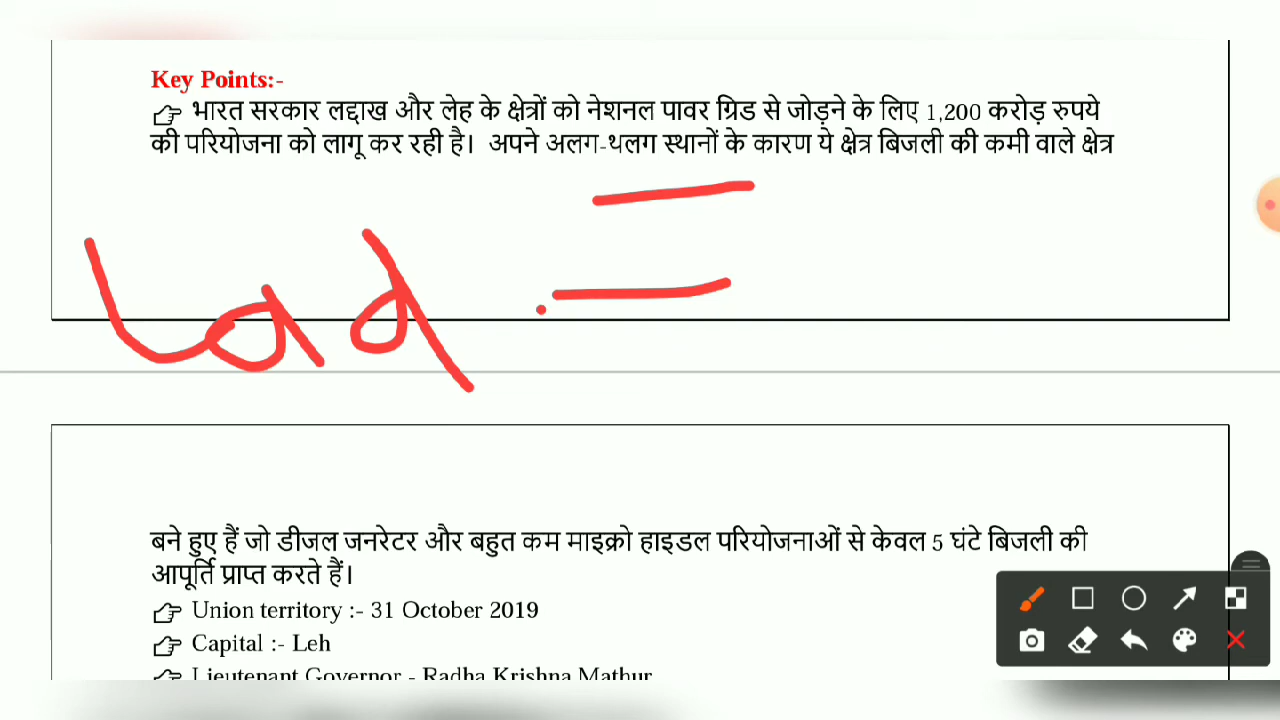 Key Points:-
भारत सरकार लद्दाख और लेह के क्षेत्रों को नेशनल पावर ग्रिड से जोड़ने के लिए 1,200 करोड़ रुपये
की परियोजना को लागू कर रही है। अपने अलग-थलग स्थानों के कारण ये क्षेत्र बिजली की कमी वाले क्षेत्र
Lad
बने हुए हैं जो डीजल जनरेटर और बहुत कम माइक्रो हाइडल परियोजनाओं से केवल 5 घंटे बिजली की
आपूर्ति प्राप्त करते हैं।
Union territory :- 31 October 2019
Capital :- Leh
Lieutenant Governor - Radha Krishna Mathur